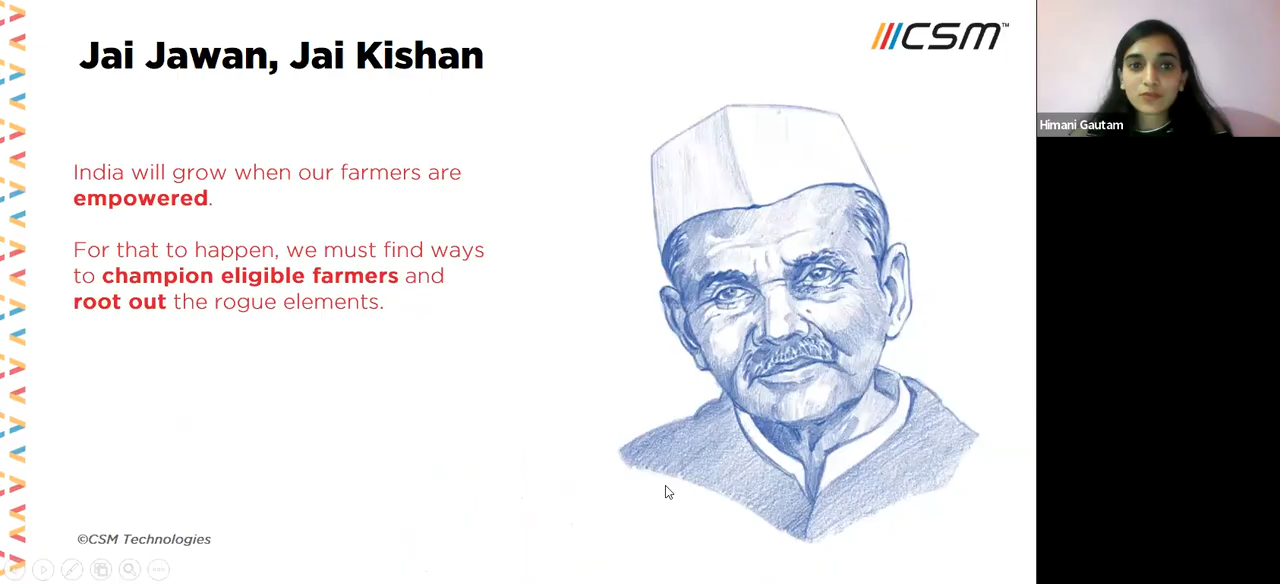 Jai Jawan, Jai Kishan
CSM™
Himani Gautam
India will grow when our farmers are
empowered.
For that to happen, we must find ways
to champion eligible farmers and
root out the rogue elements.
©CSM Technologies